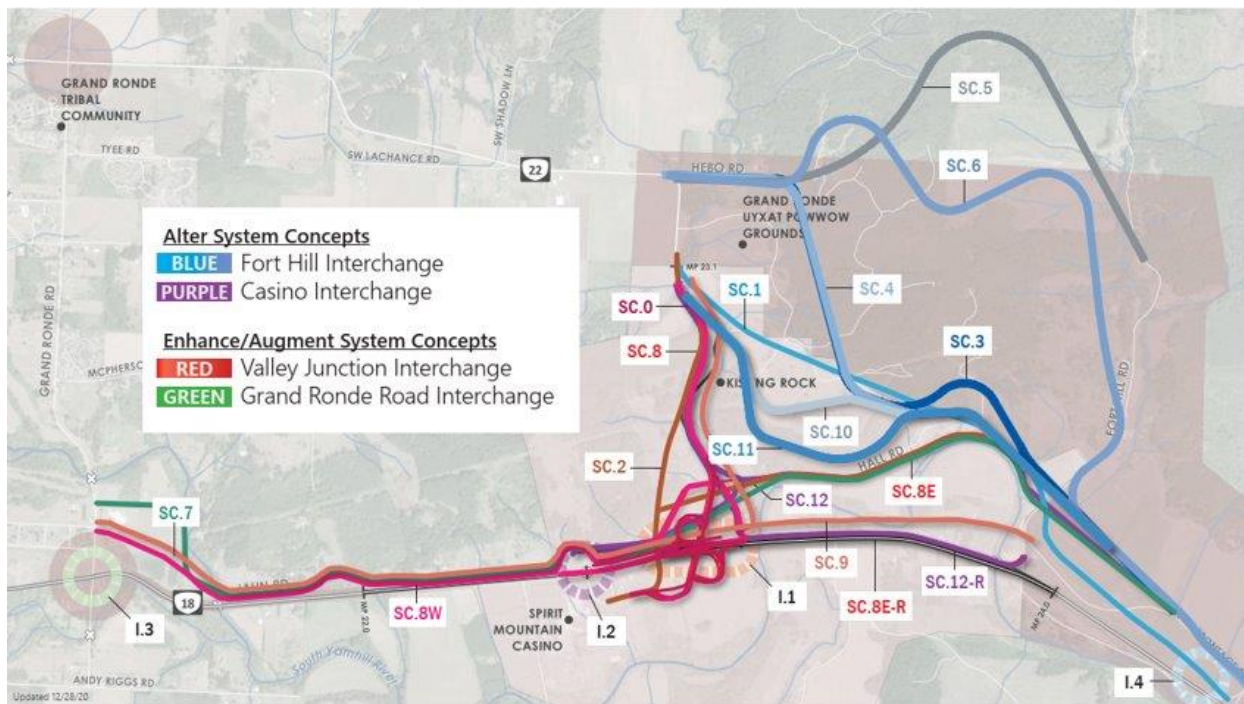 GRAND RONDE
TRIBAL
COMMUNITY
TYEE RD
SW LACHANCE RD
SW SHADOW LN
22
HEBO RD
SC.5
SC.6
GRAND RONDE
UYXAT POWWOW
GROUNDS
GRAND RONDE RD
Alter System Concepts
BLUE Fort Hill Interchange
PURPLE Casino Interchange
Enhance/Augment System Concepts
RED Valley Junction Interchange
GREEN Grand Ronde Road Interchange
MP 23.1
SC.0
SC.1
SC.4
SC.3
SC.8
KISSING ROCK
SC.10
SC.11
HALL RD
SC.2
SC.12
SC.8E
SC.7
SC.9
SC.12-R
SC.8E-R
18
MP 22.0
SC.8W
I.3
SPIRIT
MOUNTAIN
CASINO
I.2
I.1
MP 24.0
I.4
South Yamhill River
ANDY RIGGS RD
Updated 12/28/20